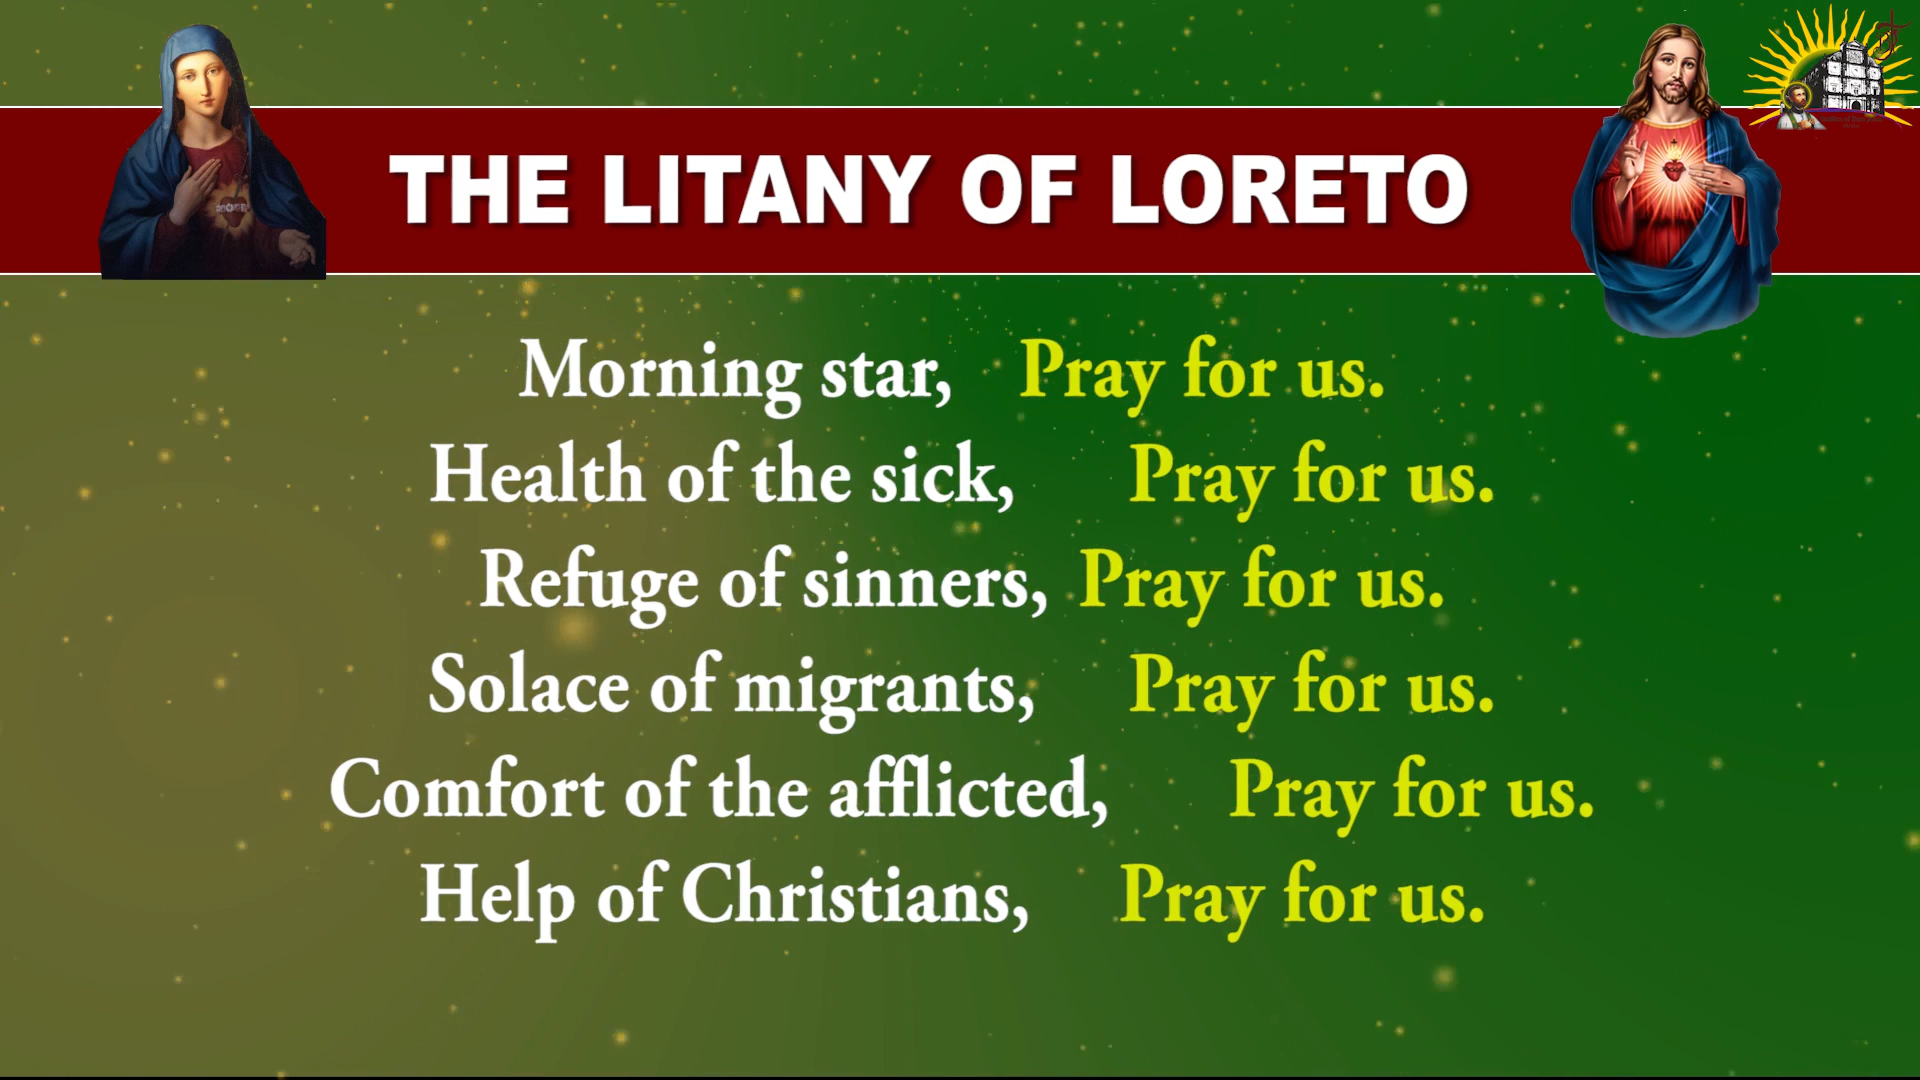 THE LITANY OF LORETO
Morning star, Pray for us.
Health of the sick, Pray for us.
Refuge of sinners, Pray for us.
Solace of migrants, Pray for us.
Comfort of the afflicted, Pray for us.
Help of Christians, Pray for us.